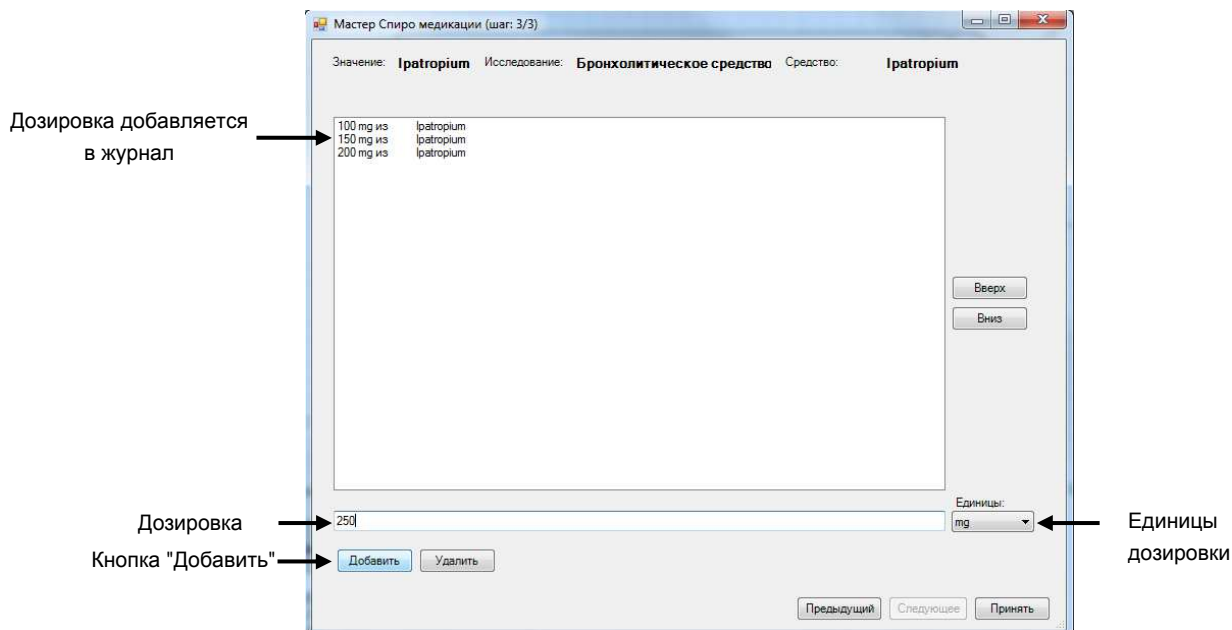 Мастер Спиро медикации (шаг: 3/3)
Значение: Ipatropium Исследование: Бронхолитическое средство Средство: Ipatropium
Дозировка добавляется
в журнал
100 mg из Ipatropium
150 mg из Ipatropium
200 mg из Ipatropium
Вверх
Вниз
Единицы:
Дозировка
250
mg
Единицы
дозировки
Кнопка "Добавить"
Добавить Удалить
Предыдущий Следующее Принять